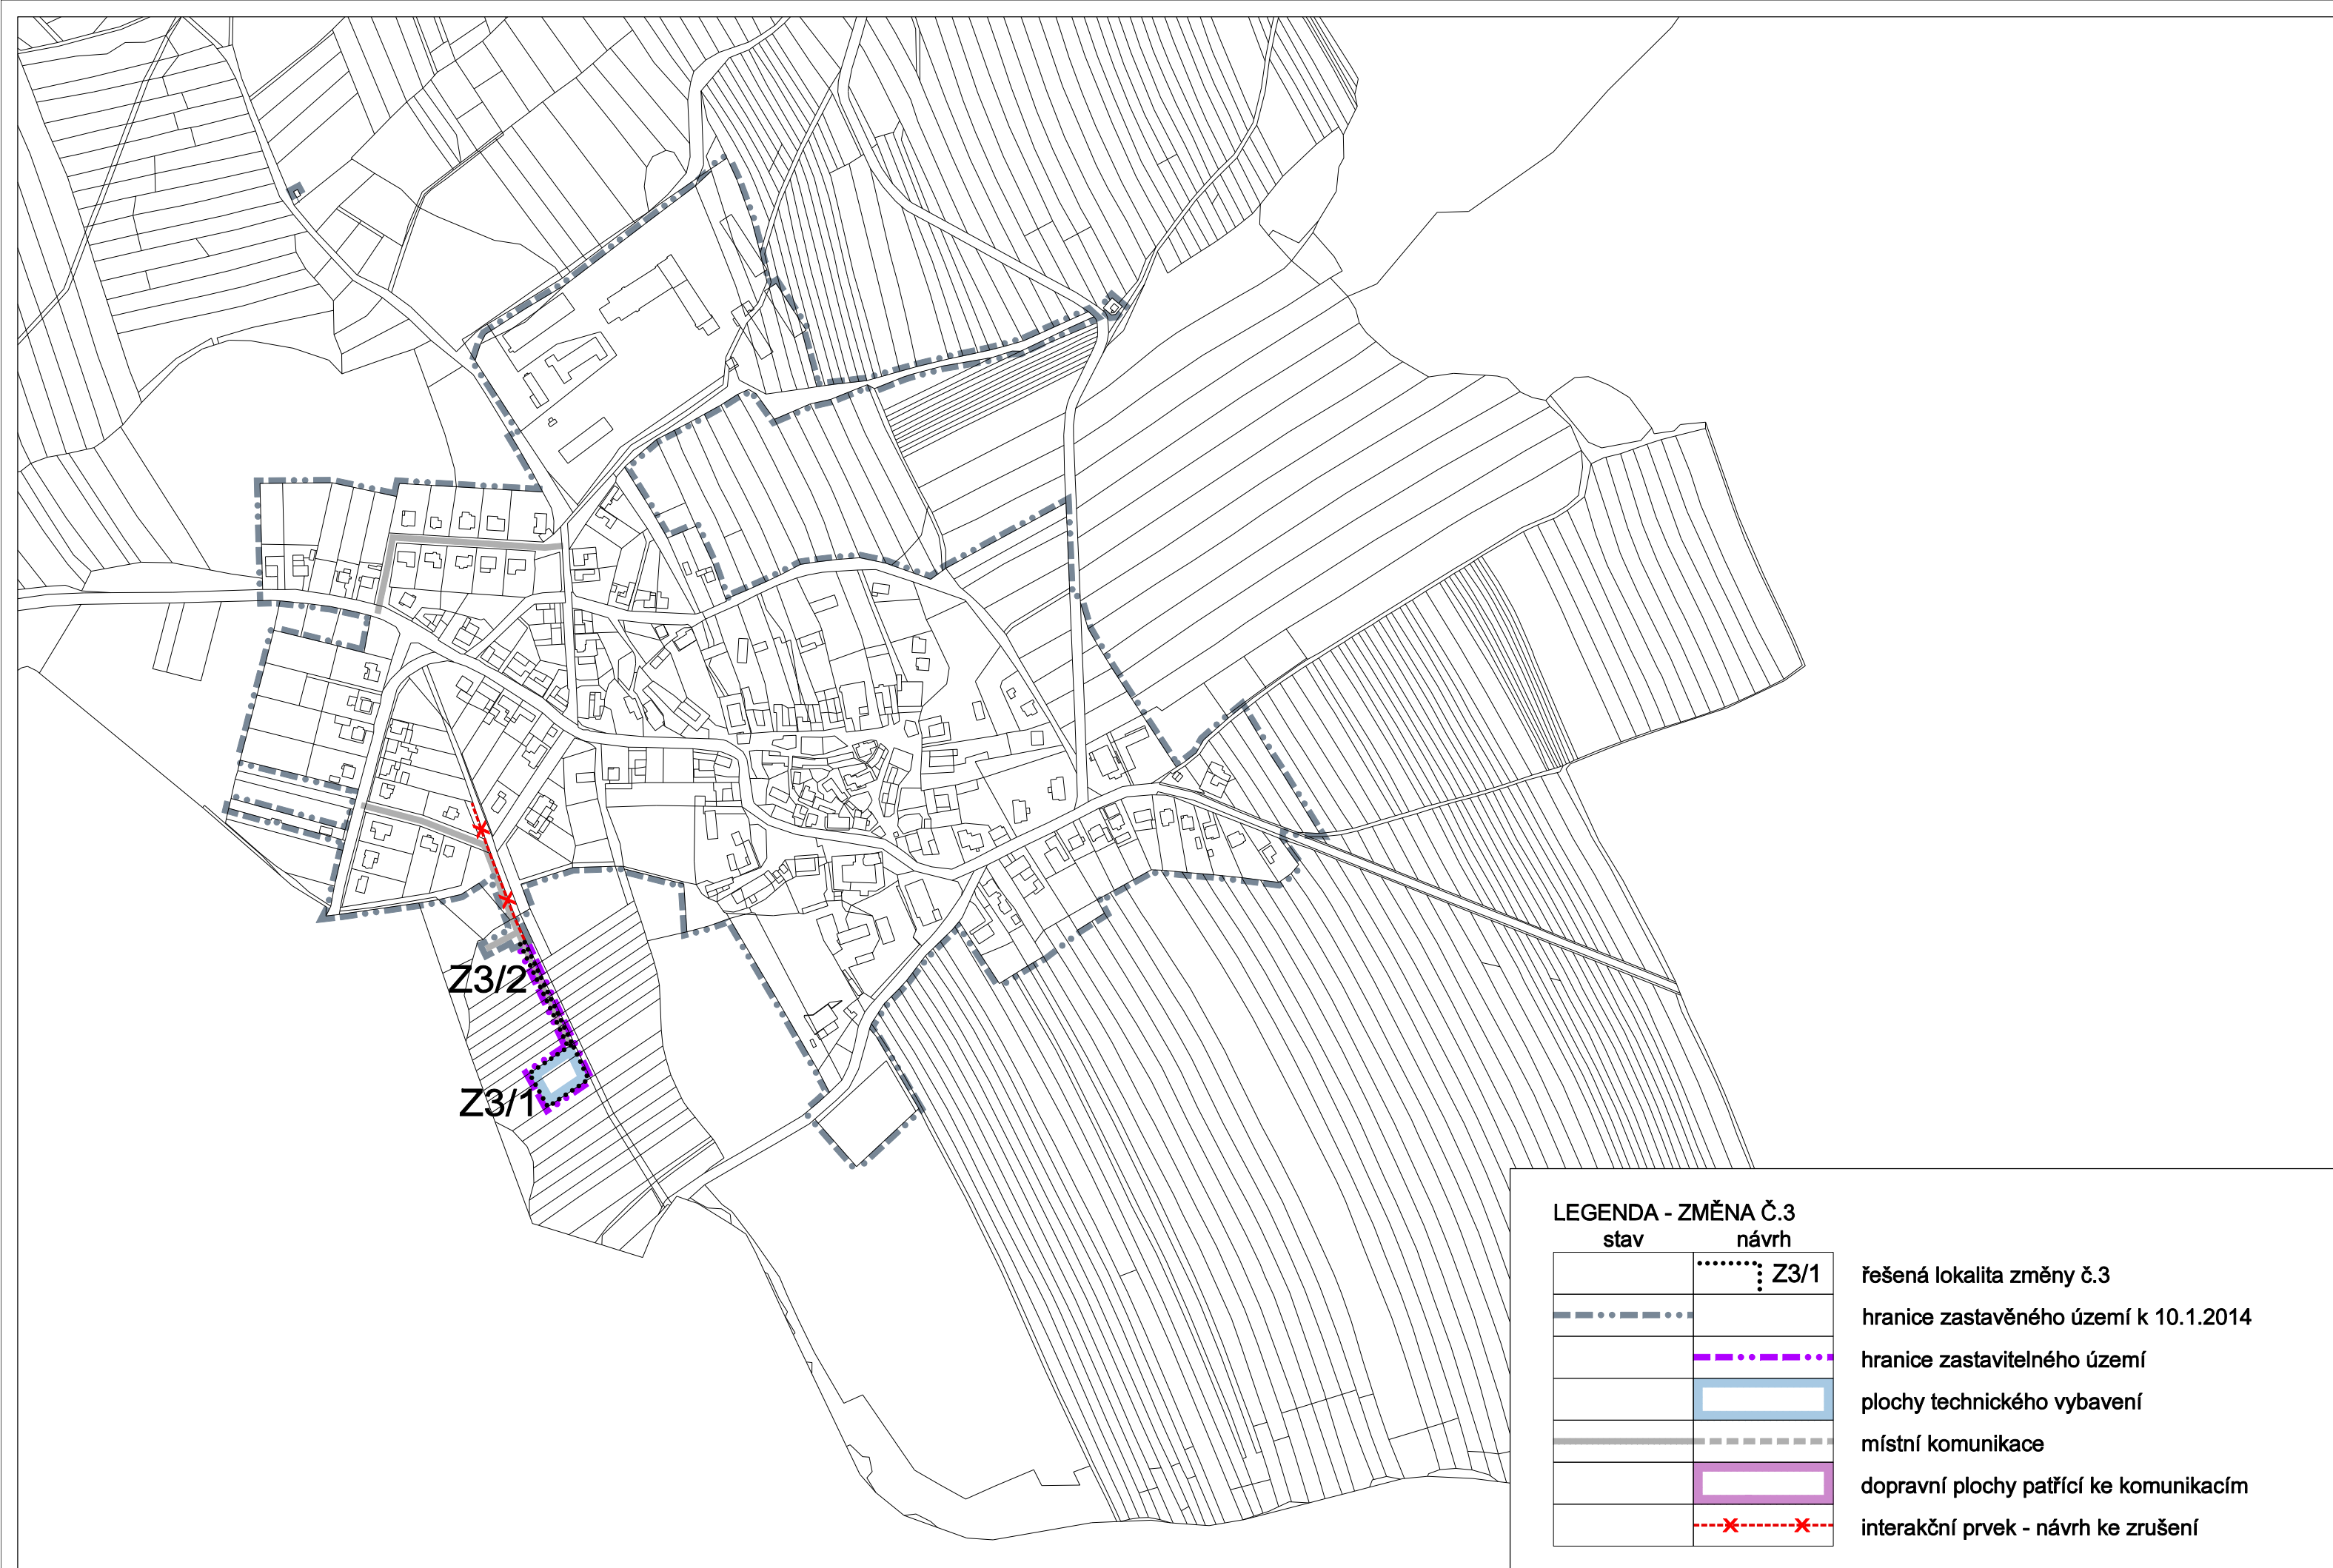 Z3/2
Z3/1
LEGENDA - ZMĚNA Č.3
stav návrh
Z3/1 řešená lokalita změny č.3
hranice zastavěného území k 10.1.2014
hranice zastavitelného území
plochy technického vybavení
místní komunikace
dopravní plochy patřící ke komunikacím
interakční prvek - návrh ke zrušení